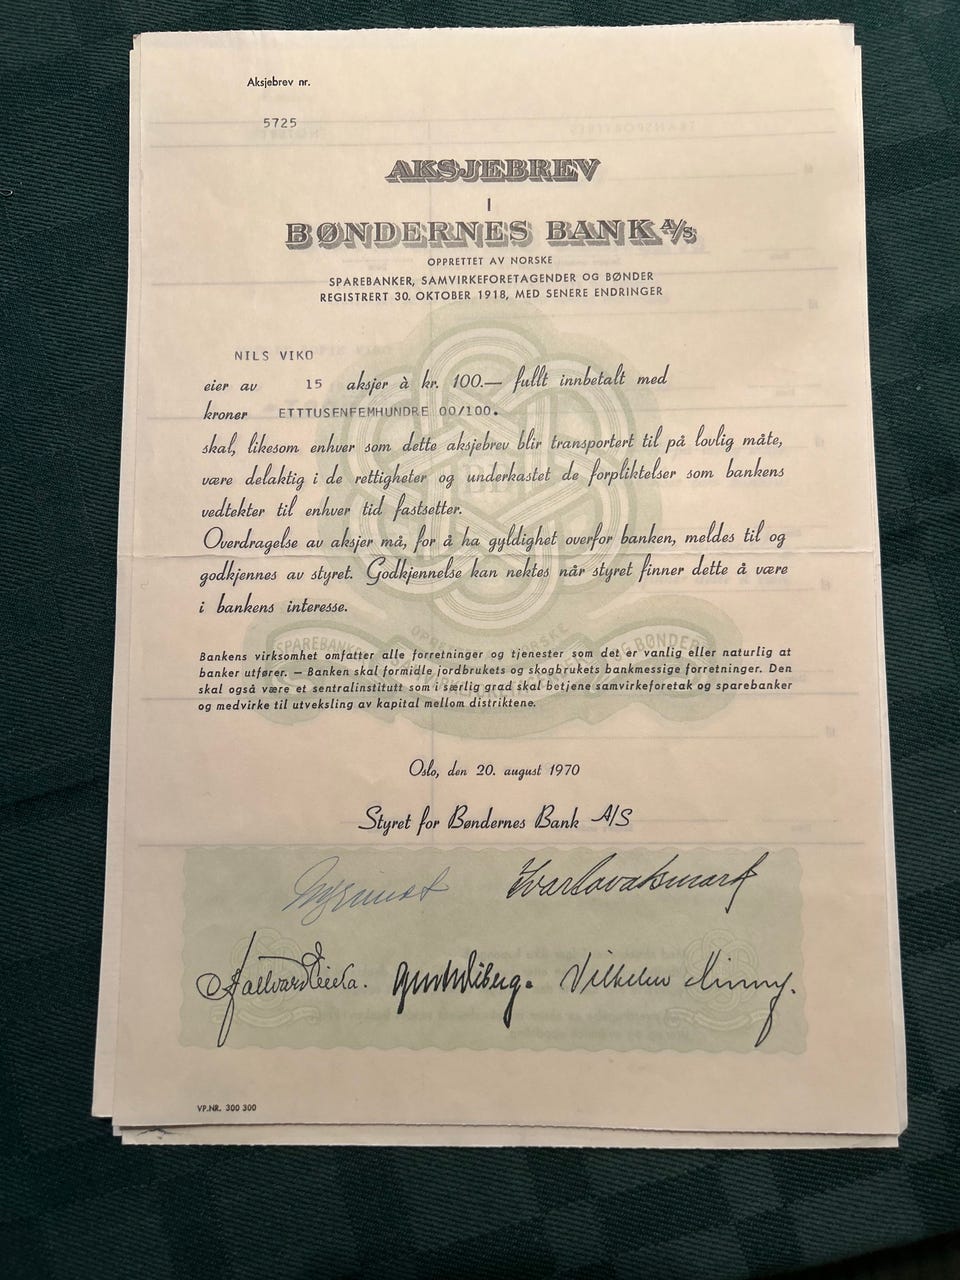 Aksjebrev nr.
5725
AKSJEBREV
I
BØNDERNES BANK A/S
OPPRETTET AV NORSKE
SPAREBANKER, SAMVIRKEFORETAGENDER OG BØNDER
REGISTRERT 30. OKTOBER 1918, MED SENERE ENDRINGER
NILS VIKO
eier av 15 aksjer à kr. 100.— fullt innbetalt med
kroner ETTTUSENFEMHUNDRE 00/100.
skal, likesom enhver som dette aksjebrev blir transportert til på lovlig måte,
være delaktig i de rettigheter og underkastet de forpliktelser som bankens
vedtekter til enhver tid fastsetter.
Overdragelse av aksjer må, for å ha gyldighet overfor banken, meldes til og
godkjennes av styret. Godkjennelse kan nektes når styret finner dette å være
i bankens interesse.
Bankens virksomhet omfatter alle forretninger og tjenester som det er vanlig eller naturlig at
banker utfører. — Banken skal formidle jordbrukets og skogbrukets bankmessige forretninger. Den
skal også være et sentralinstitutt som i særlig grad skal betjene samvirkeforetak og sparebanker
og medvirke til utveksling av kapital mellom distriktene.
Oslo, den 20. august 1970
Styret for Bøndernes Bank A/S
Vilhelm
VP.NR. 300 300